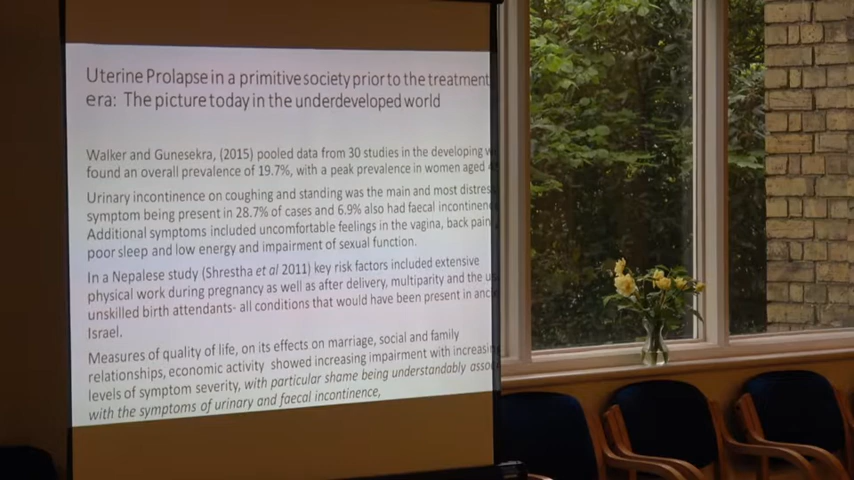 Uterine Prolapse in a primitive society prior to the treatment
era: The picture today in the underdeveloped world
Walker and Gunesekra, (2015) pooled data from 30 studies in the developing
found an overall prevalence of 19.7%, with a peak prevalence in women aged
Urinary incontinence on coughing and standing was the main and most distres
symptom being present in 28.7% of cases and 6.9% also had faecal incontinen
Additional symptoms included uncomfortable feelings in the vagina, back pain,
poor sleep and low energy and impairment of sexual function.
In a Nepalese study (Shrestha et al 2011) key risk factors included extensive
physical work during pregnancy as well as after delivery, multiparity and the
unskilled birth attendants- all conditions that would have been present in anci
Israel.
Measures of quality of life, on its effects on marriage, social and family
relationships, economic activity showed increasing impairment with increasin
levels of symptom severity, with particular shame being understandably asso
with the symptoms of urinary and faecal incontinence,